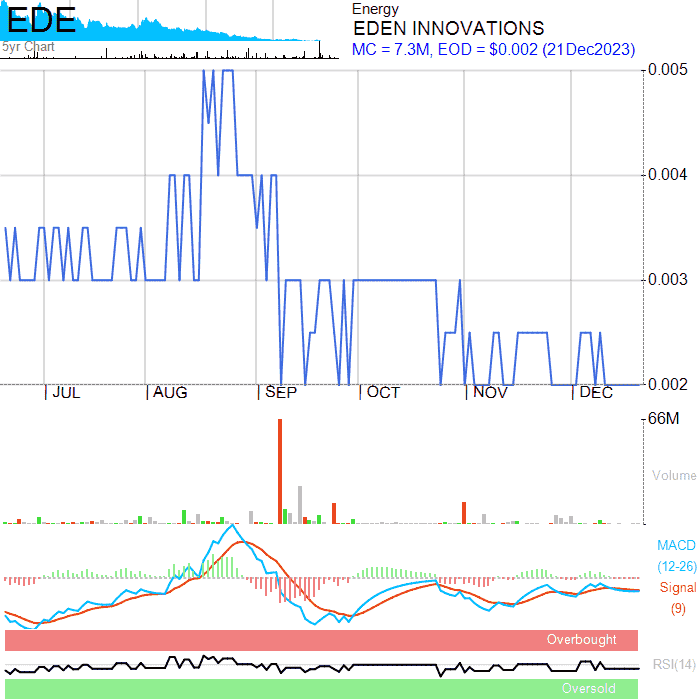 EDE
5yr Chart
Energy
EDEN INNOVATIONS
MC = 7.3M, EOD = $0.002 (21Dec2023)
0.005
0.004
0.003
0.002
JUL
AUG
SEP
OCT
NOV
DEC
66M
Volume
MACD
(12-26)
Signal
(9)
Overbought
RSI(14)
Oversold